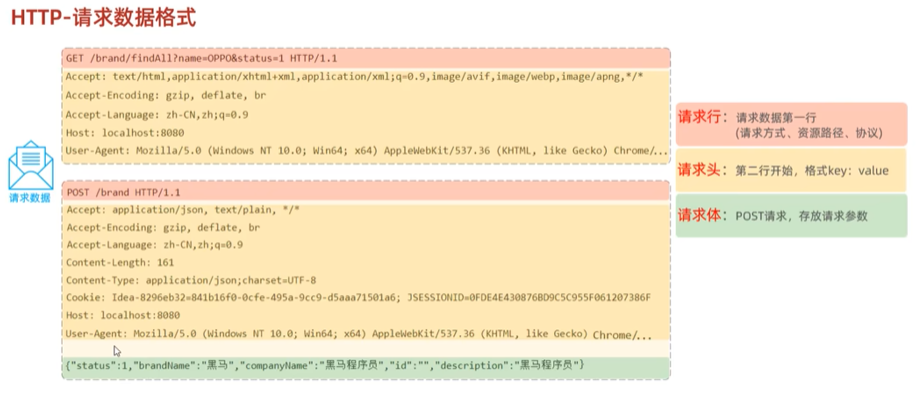 HTTP-请求数据格式
GET /brand/findAll?name=OPPO&status=1 HTTP/1.1
Accept: text/html,application/xhtml+xml,application/xml;q=0.9,image/avif,image/webp,image/apng,*/*
Accept-Encoding: gzip, deflate, br
Accept-Language: zh-CN,zh;q=0.9
Host: localhost:8080
User-Agent: Mozilla/5.0 (Windows NT 10.0; Win64; x64) AppleWebKit/537.36 (KHTML, like Gecko) Chrome/...
请求数据
POST /brand HTTP/1.1
Accept: application/json, text/plain, */*
Accept-Encoding: gzip, deflate, br
Accept-Language: zh-CN,zh;q=0.9
Content-Length: 161
Content-Type: application/json;charset=UTF-8
Cookie: Idea-8296eb32=841b16f0-0cfe-495a-9cc9-d5aaa71501a6; JSESSIONID=0FDE4E430876BD9C5C955F061207386F
Host: localhost:8080
User-Agent: Mozilla/5.0 (Windows NT 10.0; Win64; x64) AppleWebKit/537.36 (KHTML, like Gecko) Chrome/...
{"status":1,"brandName":"黑马","companyName":"黑马程序员","id":"","description":"黑马程序员"}
请求行：请求数据第一行
(请求方式、资源路径、协议)
请求头：第二行开始，格式key：value
请求体：POST请求，存放请求参数